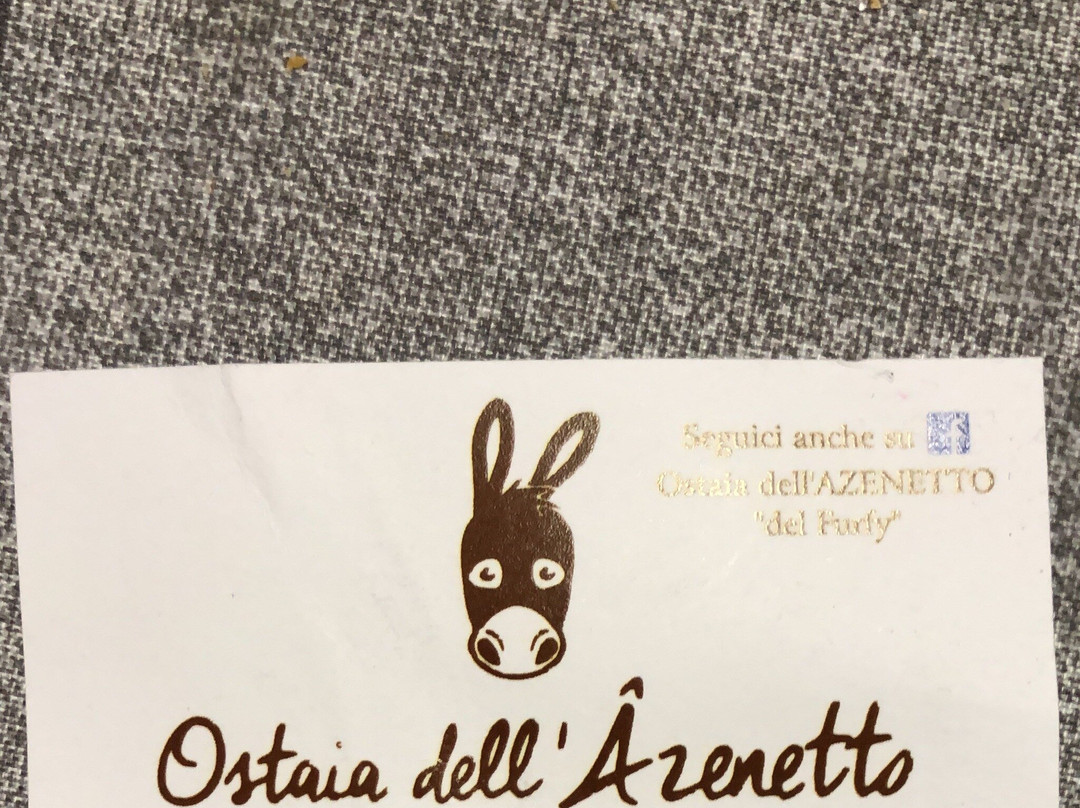 Seguici anche su
Ostaia dell'AZENETTO
"del Furfy"
Ostaia dell'Âzenetto